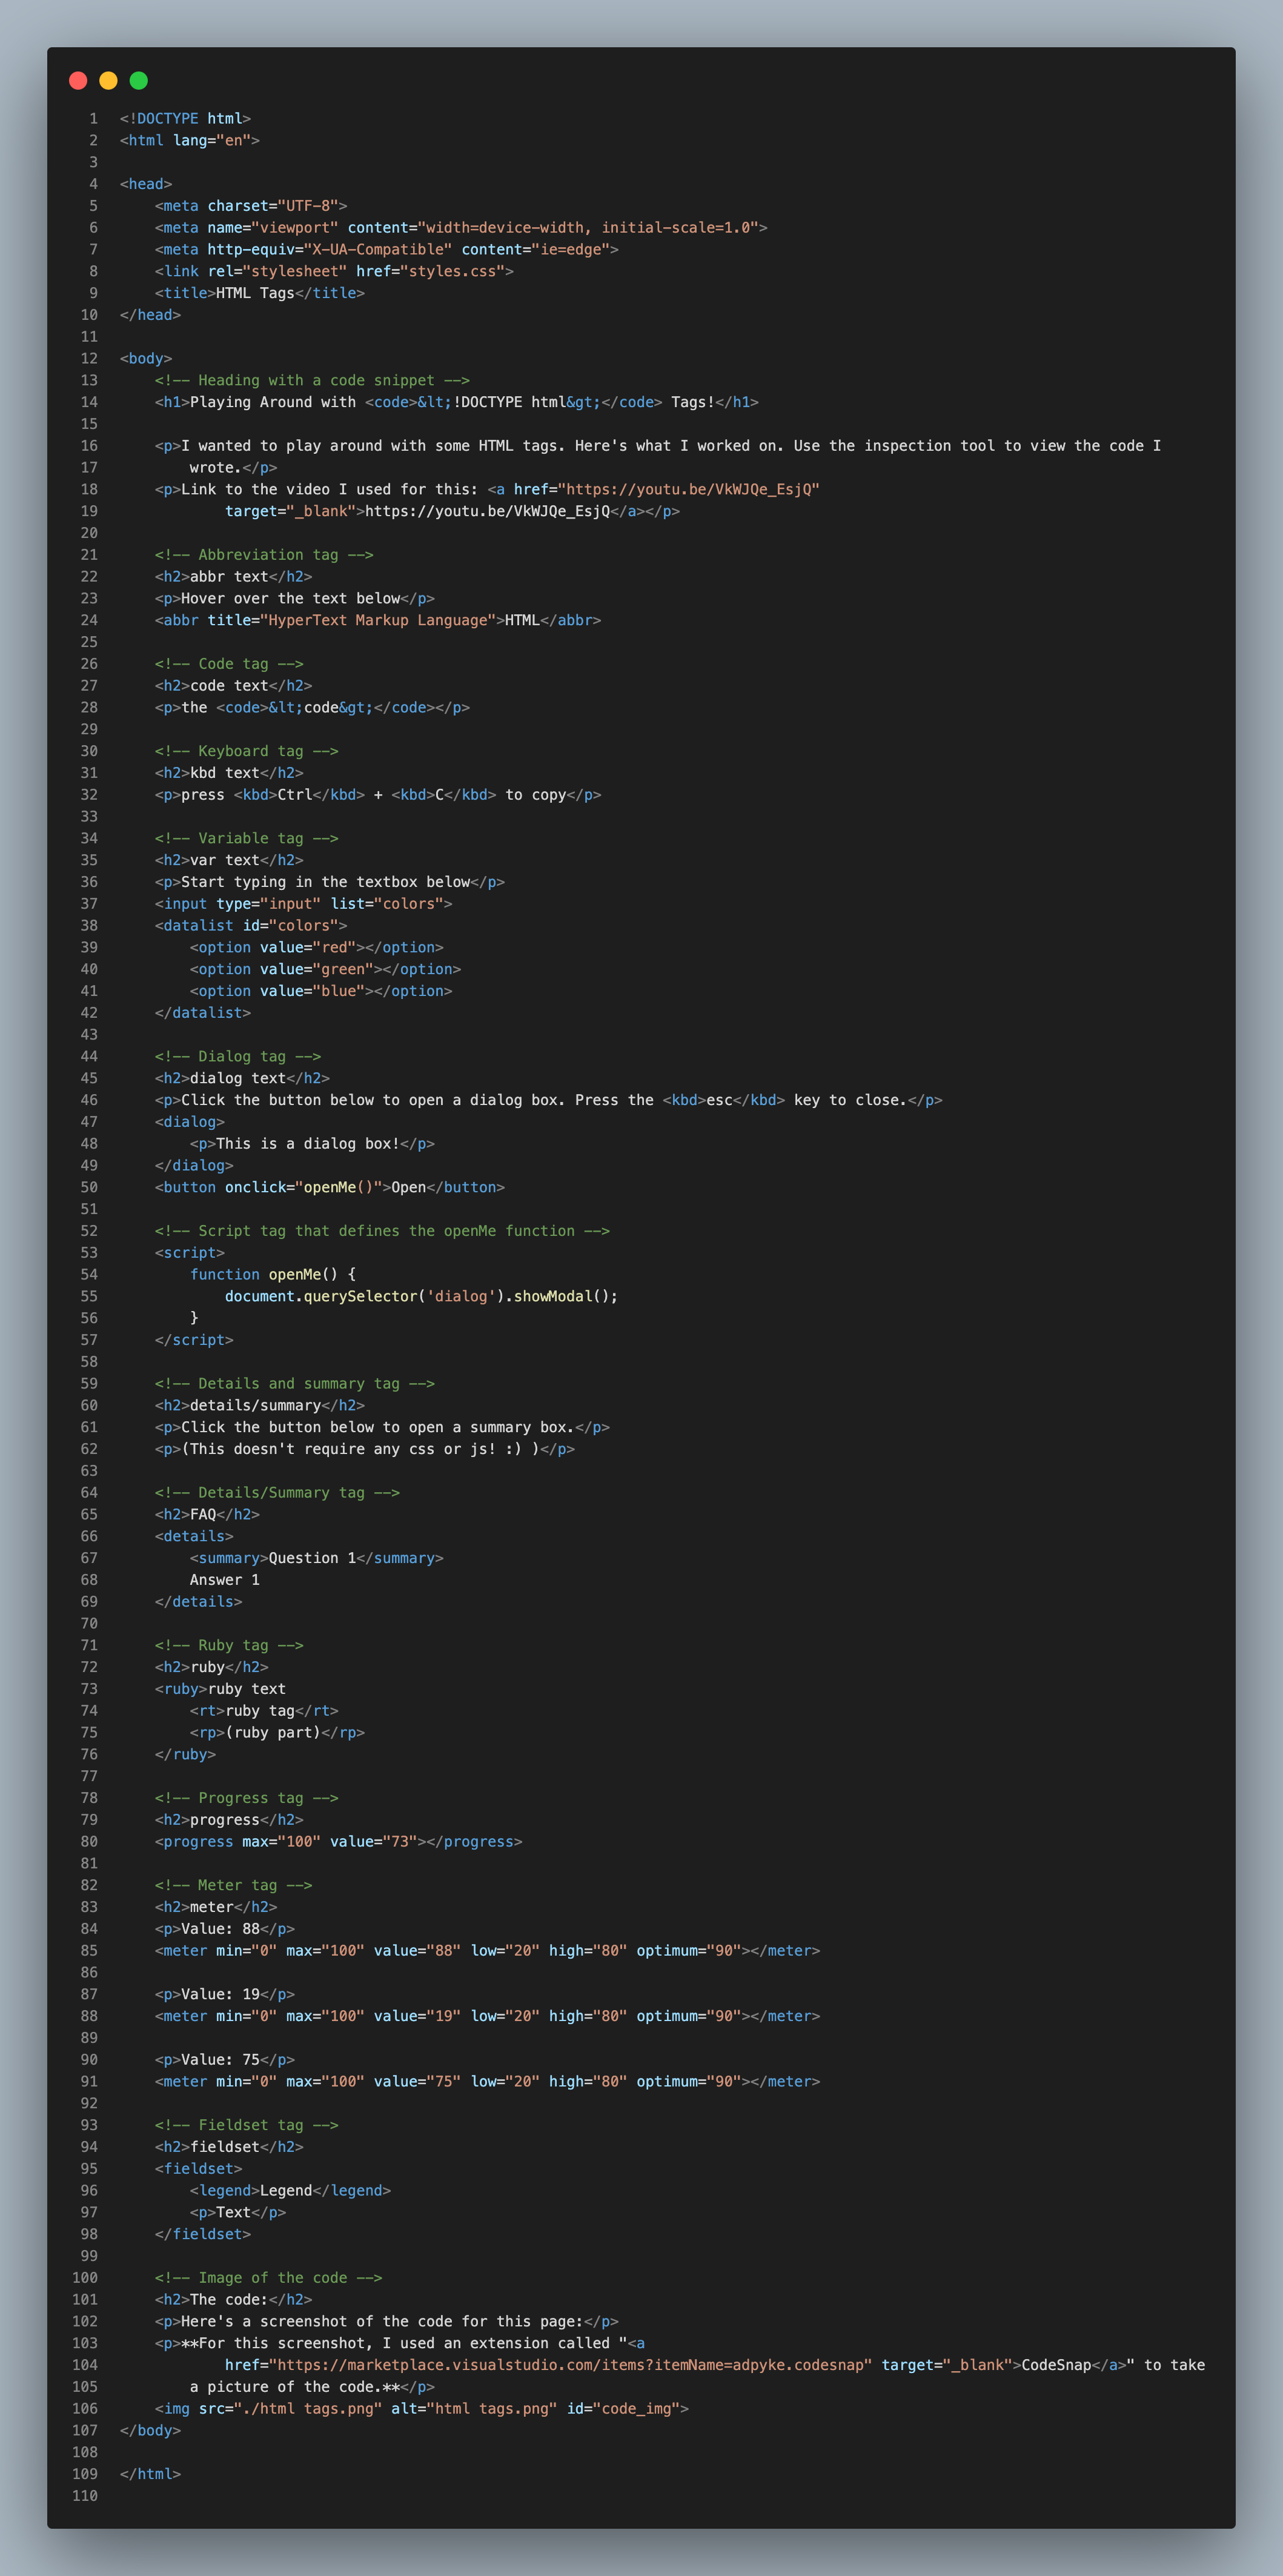 1 <!DOCTYPE html>
2 <html lang="en">
3
4 <head>
5     <meta charset="UTF-8">
6     <meta name="viewport" content="width=device-width, initial-scale=1.0">
7     <meta http-equiv="X-UA-Compatible" content="ie=edge">
8     <link rel="stylesheet" href="styles.css">
9     <title>HTML Tags</title>
10 </head>
11
12 <body>
13     <!-- Heading with a code snippet -->
14     <h1>Playing Around with <code>&lt;!DOCTYPE html&gt;</code> Tags!</h1>
15
16     <p>I wanted to play around with some HTML tags. Here's what I worked on. Use the inspection tool to view the code I
17         wrote.</p>
18     <p>Link to the video I used for this: <a href="https://youtu.be/VkWJQe_EsjQ"
19             target="_blank">https://youtu.be/VkWJQe_EsjQ</a></p>
20
21     <!-- Abbreviation tag -->
22     <h2>abbr text</h2>
23     <p>Hover over the text below</p>
24     <abbr title="HyperText Markup Language">HTML</abbr>
25
26     <!-- Code tag -->
27     <h2>code text</h2>
28     <p>the <code>&lt;code&gt;</code></p>
29
30     <!-- Keyboard tag -->
31     <h2>kbd text</h2>
32     <p>press <kbd>Ctrl</kbd> + <kbd>C</kbd> to copy</p>
33
34     <!-- Variable tag -->
35     <h2>var text</h2>
36     <p>Start typing in the textbox below</p>
37     <input type="input" list="colors">
38     <datalist id="colors">
39         <option value="red"></option>
40         <option value="green"></option>
41         <option value="blue"></option>
42     </datalist>
43
44     <!-- Dialog tag -->
45     <h2>dialog text</h2>
46     <p>Click the button below to open a dialog box. Press the <kbd>esc</kbd> key to close.</p>
47     <dialog>
48         <p>This is a dialog box!</p>
49     </dialog>
50     <button onclick="openMe()">Open</button>
51
52     <!-- Script tag that defines the openMe function -->
53     <script>
54         function openMe() {
55             document.querySelector('dialog').showModal();
56         }
57     </script>
58
59     <!-- Details and summary tag -->
60     <h2>details/summary</h2>
61     <p>Click the button below to open a summary box.</p>
62     <p>(This doesn't require any css or js! :) )</p>
63
64     <!-- Details/Summary tag -->
65     <h2>FAQ</h2>
66     <details>
67         <summary>Question 1</summary>
68         Answer 1
69     </details>
70
71     <!-- Ruby tag -->
72     <h2>ruby</h2>
73     <ruby>ruby text
74         <rt>ruby tag</rt>
75         <rp>(ruby part)</rp>
76     </ruby>
77
78     <!-- Progress tag -->
79     <h2>progress</h2>
80     <progress max="100" value="73"></progress>
81
82     <!-- Meter tag -->
83     <h2>meter</h2>
84     <p>Value: 88</p>
85     <meter min="0" max="100" value="88" low="20" high="80" optimum="90"></meter>
86
87     <p>Value: 19</p>
88     <meter min="0" max="100" value="19" low="20" high="80" optimum="90"></meter>
89
90     <p>Value: 75</p>
91     <meter min="0" max="100" value="75" low="20" high="80" optimum="90"></meter>
92
93     <!-- Fieldset tag -->
94     <h2>fieldset</h2>
95     <fieldset>
96         <legend>Legend</legend>
97         <p>Text</p>
98     </fieldset>
99
100     <!-- Image of the code -->
101     <h2>The code:</h2>
102     <p>Here's a screenshot of the code for this page:</p>
103     <p>**For this screenshot, I used an extension called "<a
104             href="https://marketplace.visualstudio.com/items?itemName=adpyke.codesnap" target="_blank">CodeSnap</a>" to take
105         a picture of the code.**</p>
106     <img src="./html tags.png" alt="html tags.png" id="code_img">
107 </body>
108
109 </html>
110